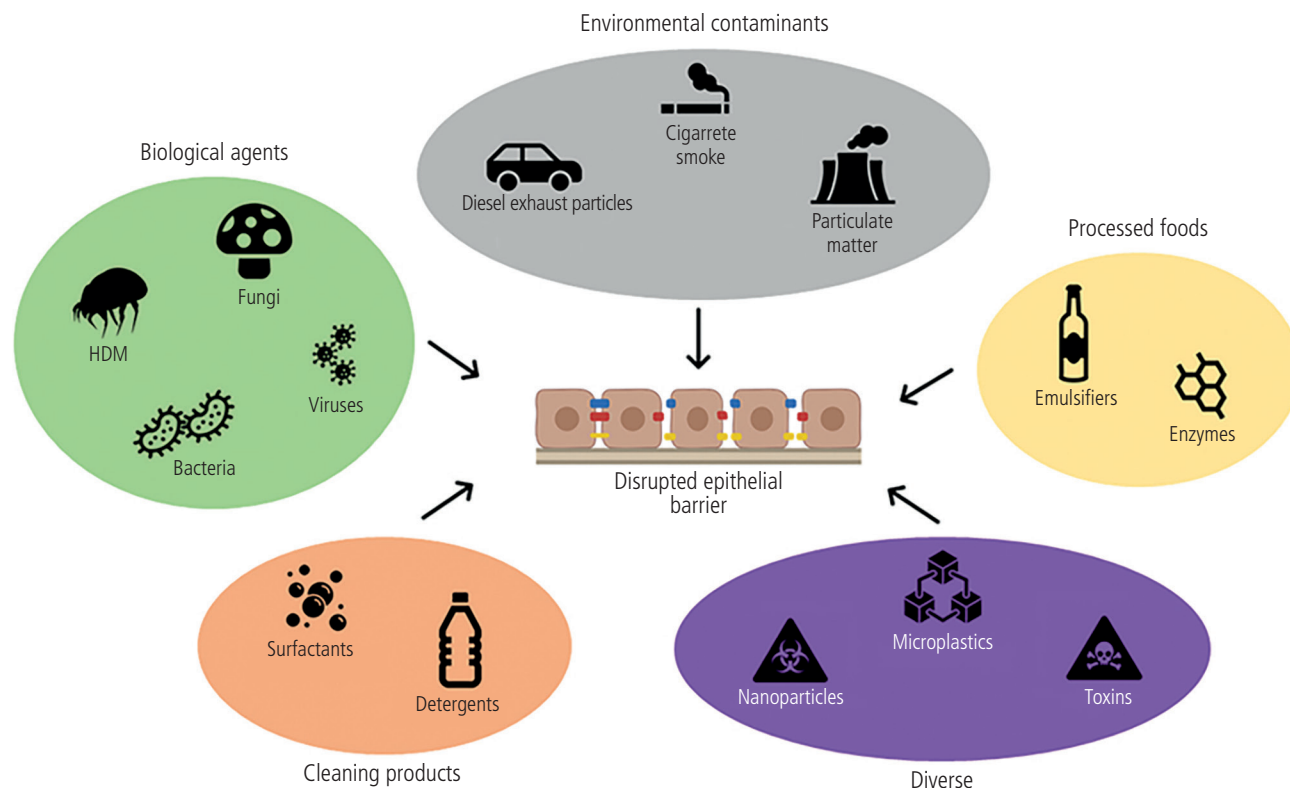 Environmental contaminants
Cigarrete
smoke
Diesel exhaust particles
Particulate
matter
Biological agents
Fungi
HDM
Viruses
Bacteria
Processed foods
Emulsifiers
Enzymes
Disrupted epithelial
barrier
Surfactants
Detergents
Cleaning products
Microplastics
Nanoparticles
Toxins
Diverse